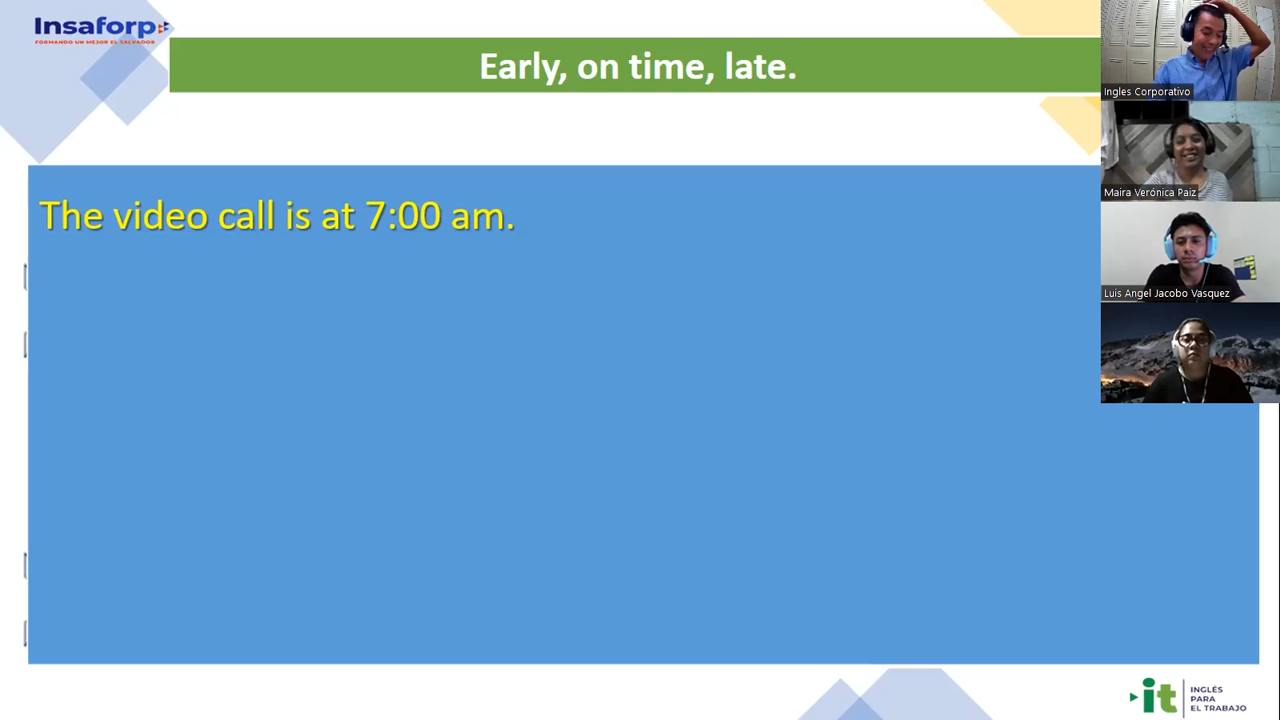 Insaforp
FORMANDO UN MEJOR EL SALVADOR
Early, on time, late.
The video call is at 7:00 am.
Ingles Corporativo
Maira Verónica Paiz
Luis Angel Jacobo Vasquez
it
INGLÉS
PARA
EL TRABAJO